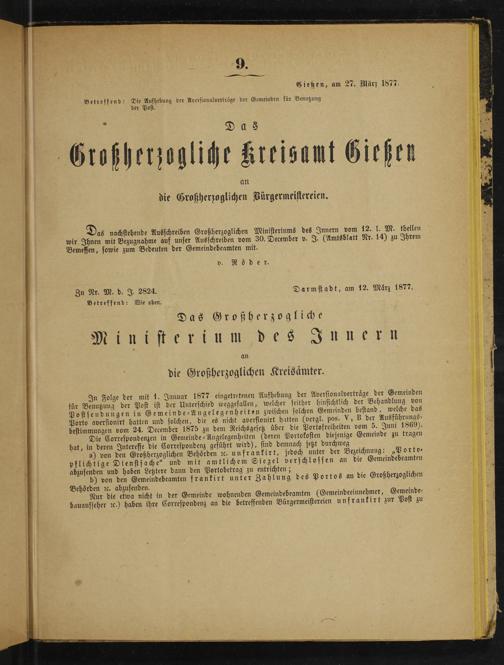 9.
Gießen, am 27. März 1877.
Betreffend: Die Aufhebung der Aversionalverträge der Gemeinden für Benutzung
der Post.
Das
Großherzogliche Kreisamt Gießen
an
die Großherzoglichen Bürgermeistereien.
Das nachstehende Ausschreiben Großherzoglichen Ministeriums des Innern vom 12. l. M. theilen
wir Ihnen mit Bezugnahme auf unser Ausschreiben vom 30. December v. J. (Amtsblatt Nr. 14) zu Ihrem
Bemessen, sowie zum Bedeuten der Gemeindebeamten mit.
v. Röder.
Zu Nr. M. d. J. 2824.
Darmstadt, am 12. März 1877.
Betreffend: Wie oben.
Das Großherzogliche
Ministerium des Innern
an
die Großherzoglichen Kreisämter.
In Folge der mit 1. Januar 1877 eingetretenen Aufhebung der Aversionalverträge der Gemeinden
für Benutzung der Post ist der Unterschied weggefallen, welcher seither hinsichtlich der Behandlung von
Postsendungen in Gemeinde-Angelegenheiten zwischen solchen Gemeinden bestand, welche das
Porto aversionirt hatten und solchen, die es nicht aversionirt hatten (vergl. pos. V, B der Ausführungs-
bestimmungen vom 24. December 1875 zu dem Reichsgesetz über die Portofreiheiten vom 5. Juni 1869).
Die Correspondenzen in Gemeinde-Angelegenheiten (deren Portokosten diejenige Gemeinde zu tragen
hat, in deren Interesse die Correspondenz geführt wird), sind demnach jetzt durchweg
a) von den Großherzoglichen Behörden ꝛc. unfrankirt, jedoch unter der Bezeichnung: „Porto-
pflichtige Dienstsache" und mit amtlichem Siegel verschlossen an die Gemeindebeamten
abzusenden und haben Letztere dann den Portobetrag zu entrichten;
b) von den Gemeindebeamten frankirt unter Zahlung des Portos an die Großherzoglichen
Behörden ꝛc. abzusenden.
Nur die etwa nicht in der Gemeinde wohnenden Gemeindebeamten (Gemeindeeinnehmer, Gemeinde-
bauaufseher ꝛc.) haben ihre Correspondenz an die betreffenden Bürgermeistereien unfrankirt zur Post zu